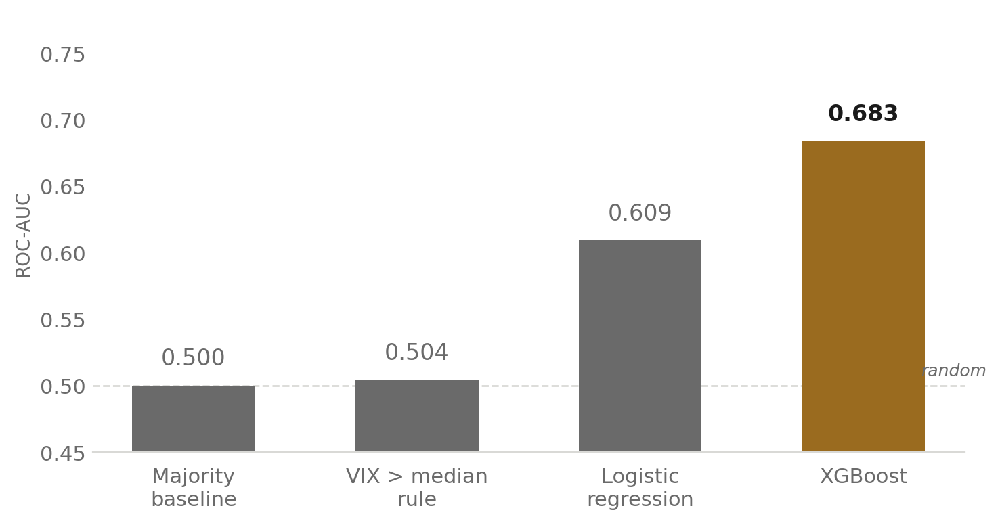 0.75
0.70
0.65
0.60
0.55
0.50
0.45
ROC-AUC
0.500
0.504
0.609
0.683
random
Majority
baseline
VIX > median
rule
Logistic
regression
XGBoost